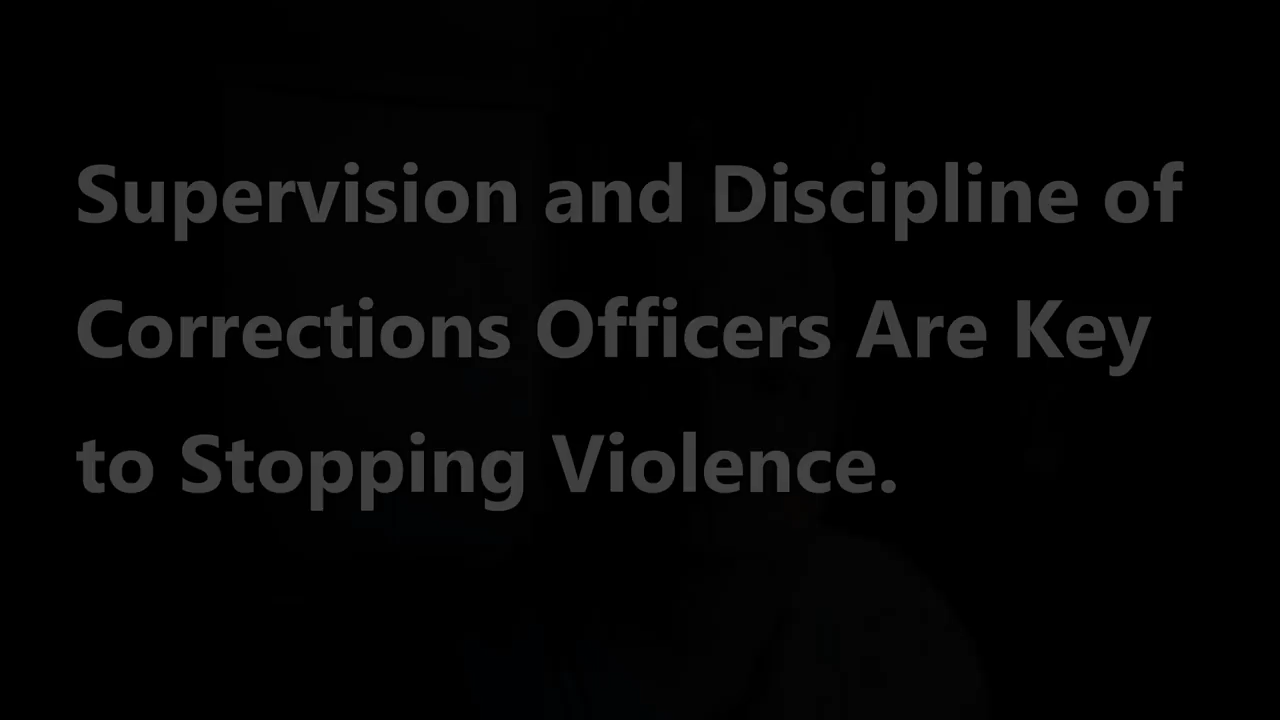 Supervision and Discipline of
Corrections Officers Are Key
to Stopping Violence.